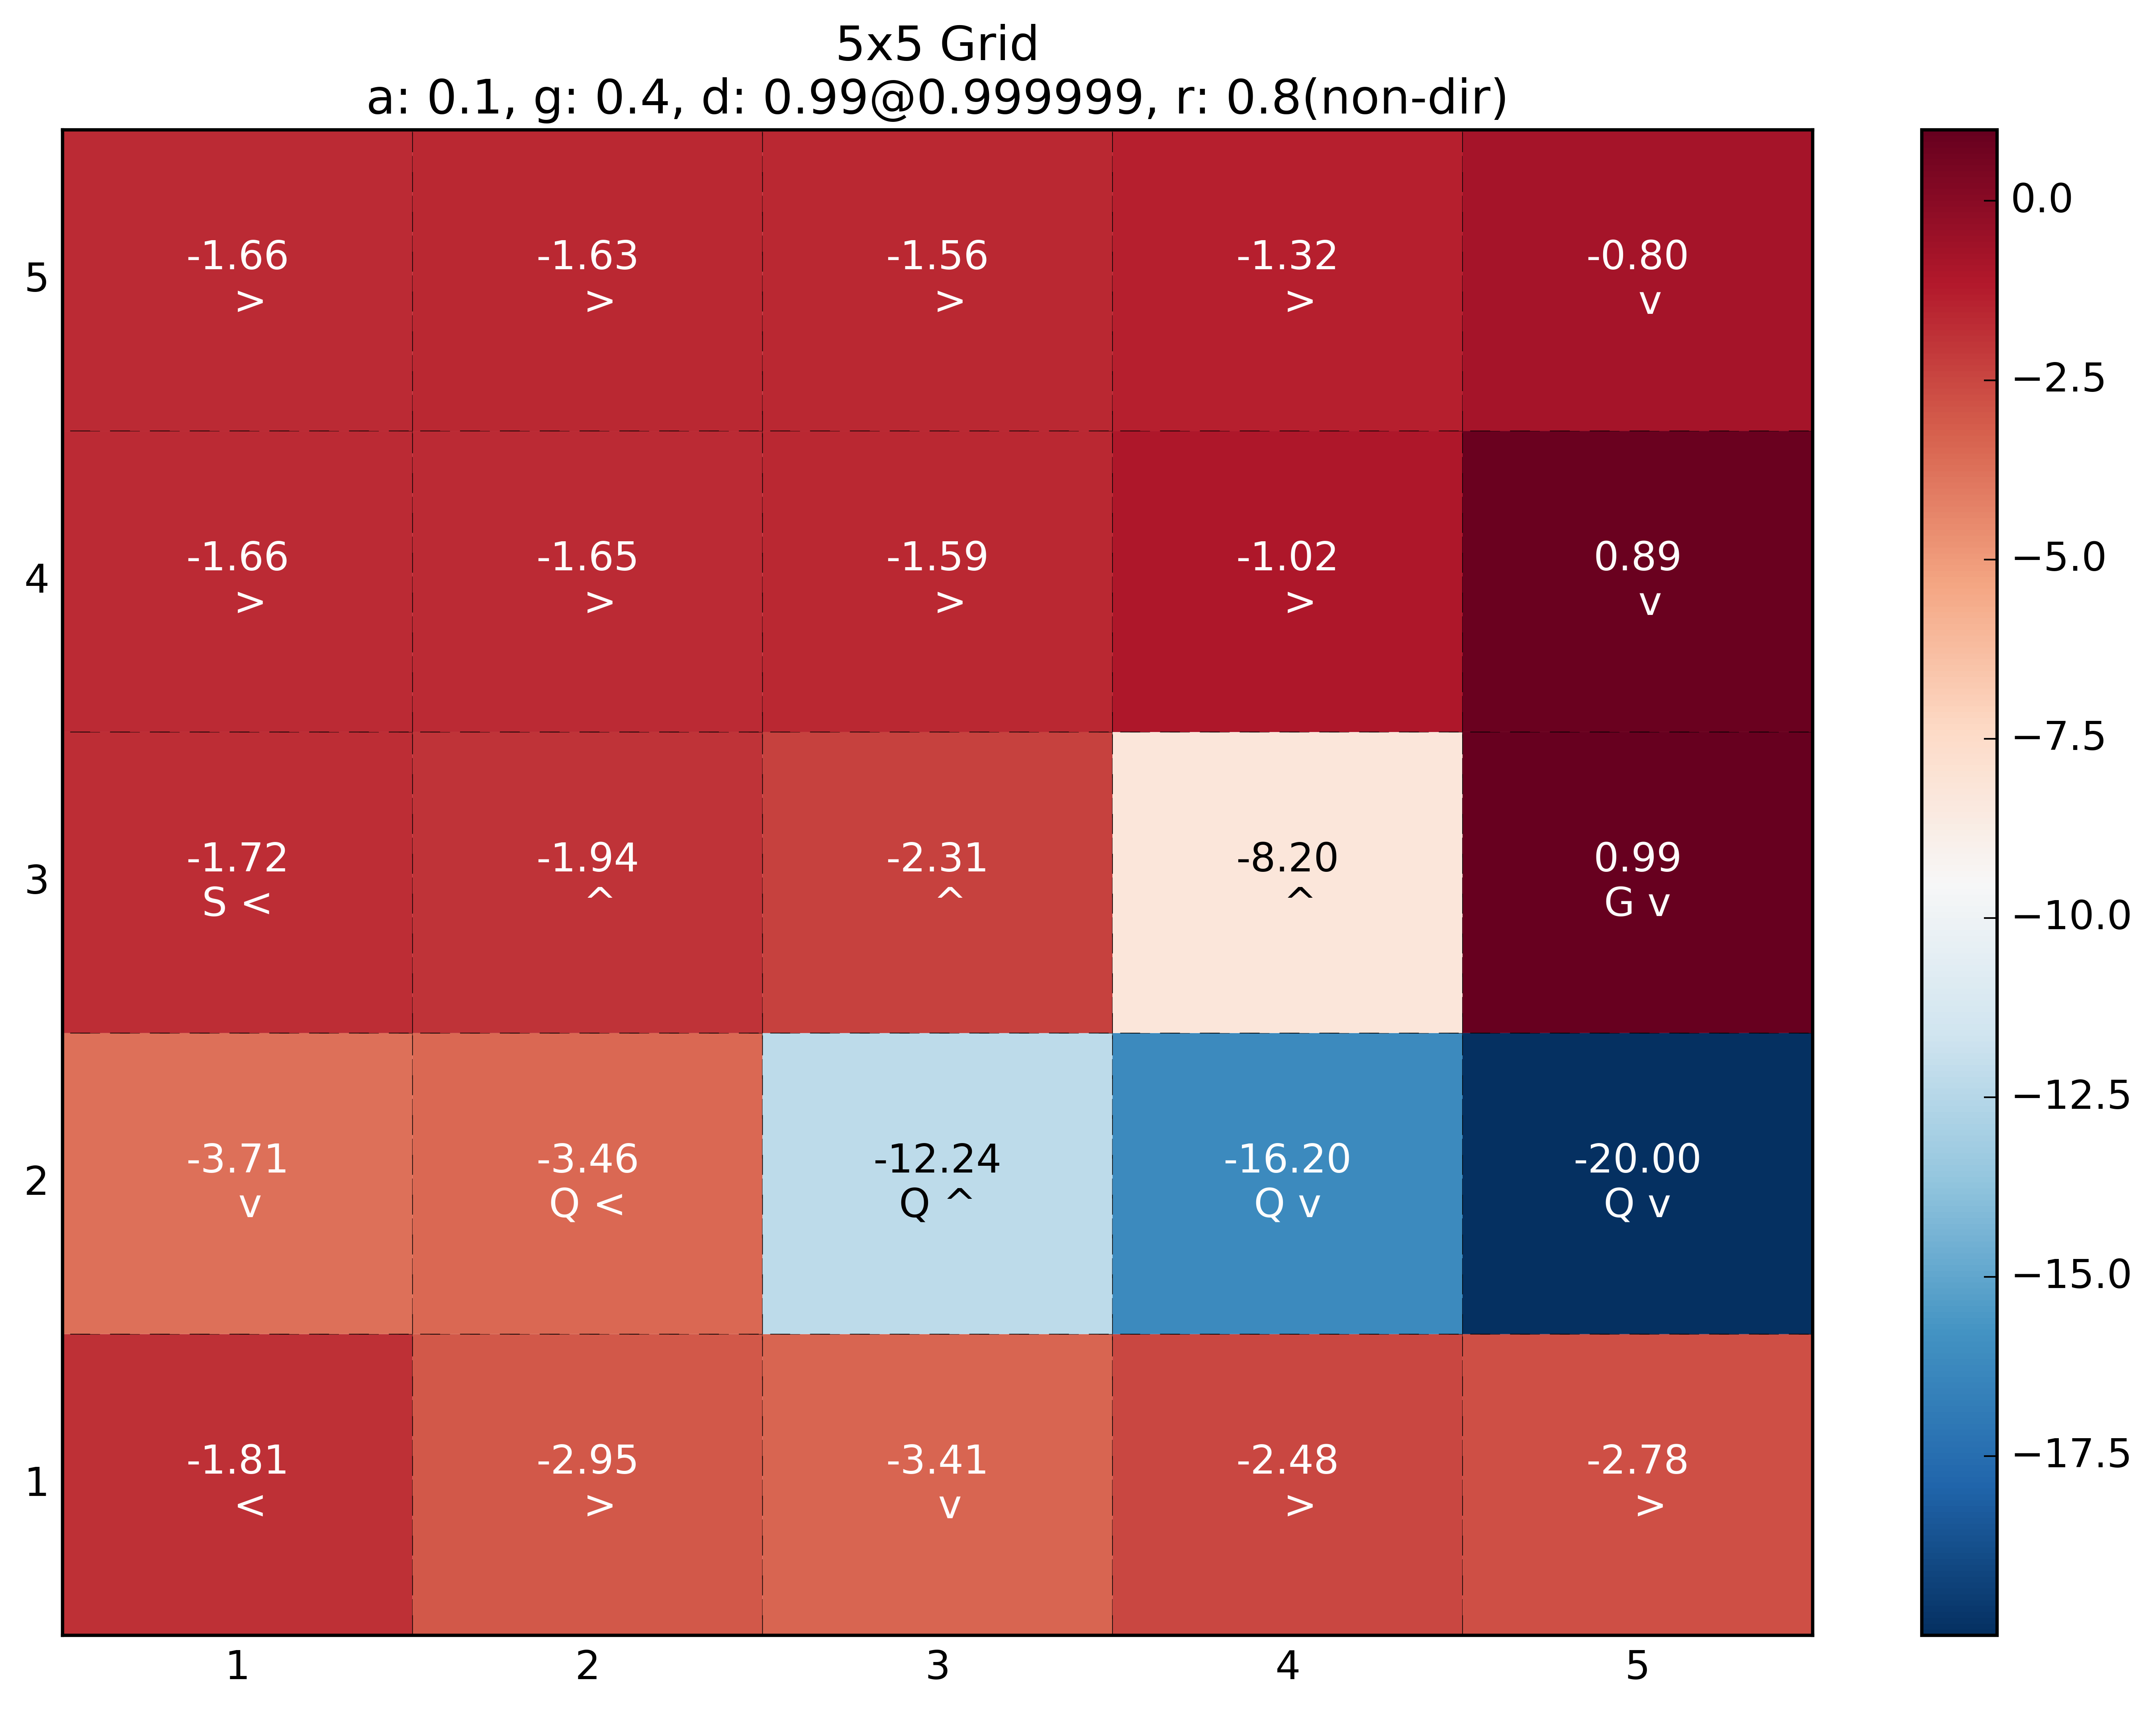 5x5 Grid
a: 0.1, g: 0.4, d: 0.99@0.999999, r: 0.8(non-dir)
5
-1.66 -1.63 -1.56 -1.32 -0.80
> > > > v
4
-1.66 -1.65 -1.59 -1.02 0.89
> > > > v
3
-1.72 -1.94 -2.31 -8.20 0.99
S < ^ ^ ^ G v
2
-3.71 -3.46 -12.24 -16.20 -20.00
v Q < Q ^ Q v Q v
1
-1.81 -2.95 -3.41 -2.48 -2.78
< > v > >
1 2 3 4 5
0.0
−2.5
−5.0
−7.5
−10.0
−12.5
−15.0
−17.5